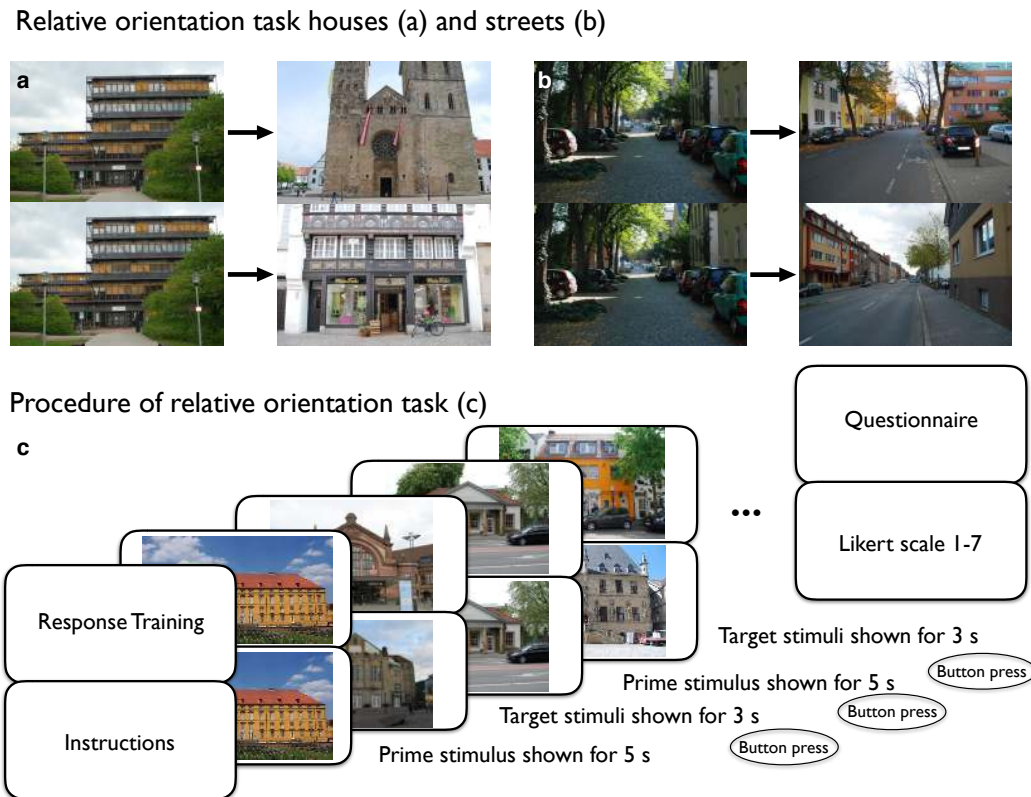 Relative orientation task houses (a) and streets (b)
a
b
Procedure of relative orientation task (c)
c
Questionnaire
...
Likert scale 1-7
Response Training
Instructions
Target stimuli shown for 3 s
Button press
Prime stimulus shown for 5 s
Button press
Target stimuli shown for 3 s
Button press
Prime stimulus shown for 5 s